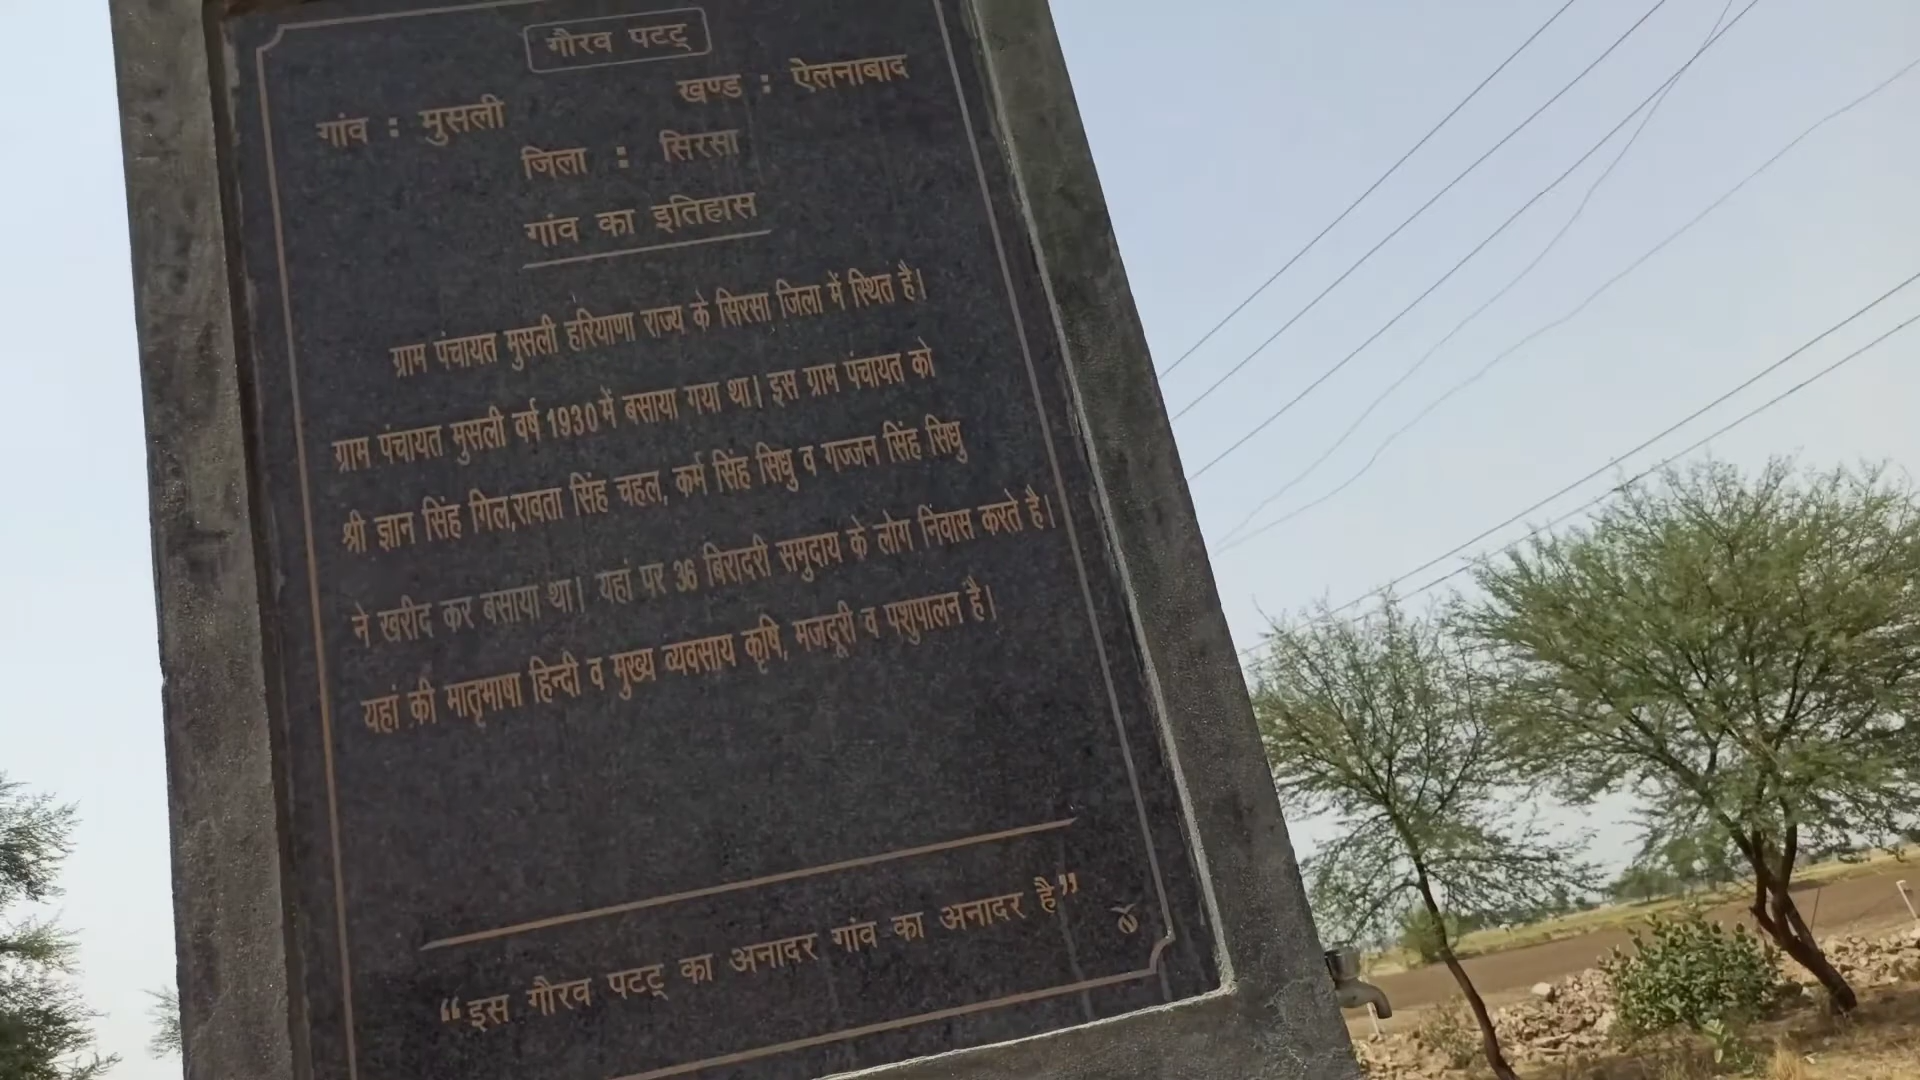 गौरव पटट्
गांव : मुसली खण्ड : ऐलनाबाद
जिला : सिरसा
गांव का इतिहास
ग्राम पंचायत मुसली हरियाणा राज्य के सिरसा जिला में स्थित है।
ग्राम पंचायत मुसली वर्ष 1930 में बसाया गया था। इस ग्राम पंचायत को
श्री ज्ञान सिंह गिल,रावता सिंह चहल, कर्म सिंह सिधु व गज्जन सिंह सिधु
ने खरीद कर बसाया था। यहां पर 36 बिरादरी समुदाय के लोग निंवास करते है।
यहां की मातृभाषा हिन्दी व मुख्य व्यवसाय कृषि, मजदूरी व पशुपालन है।
“इस गौरव पटट् का अनादर गांव का अनादर है”